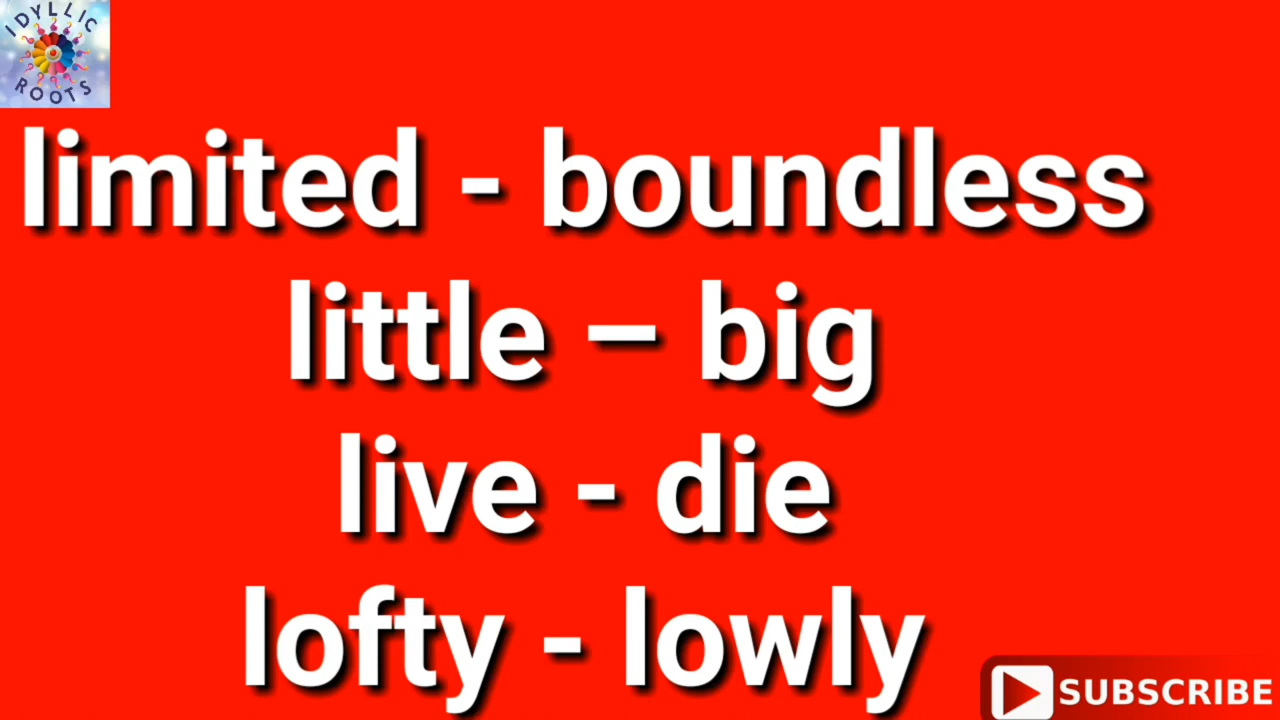 IDYLLIC
ROOTS
limited - boundless
little – big
live - die
lofty - lowly
SUBSCRIBE